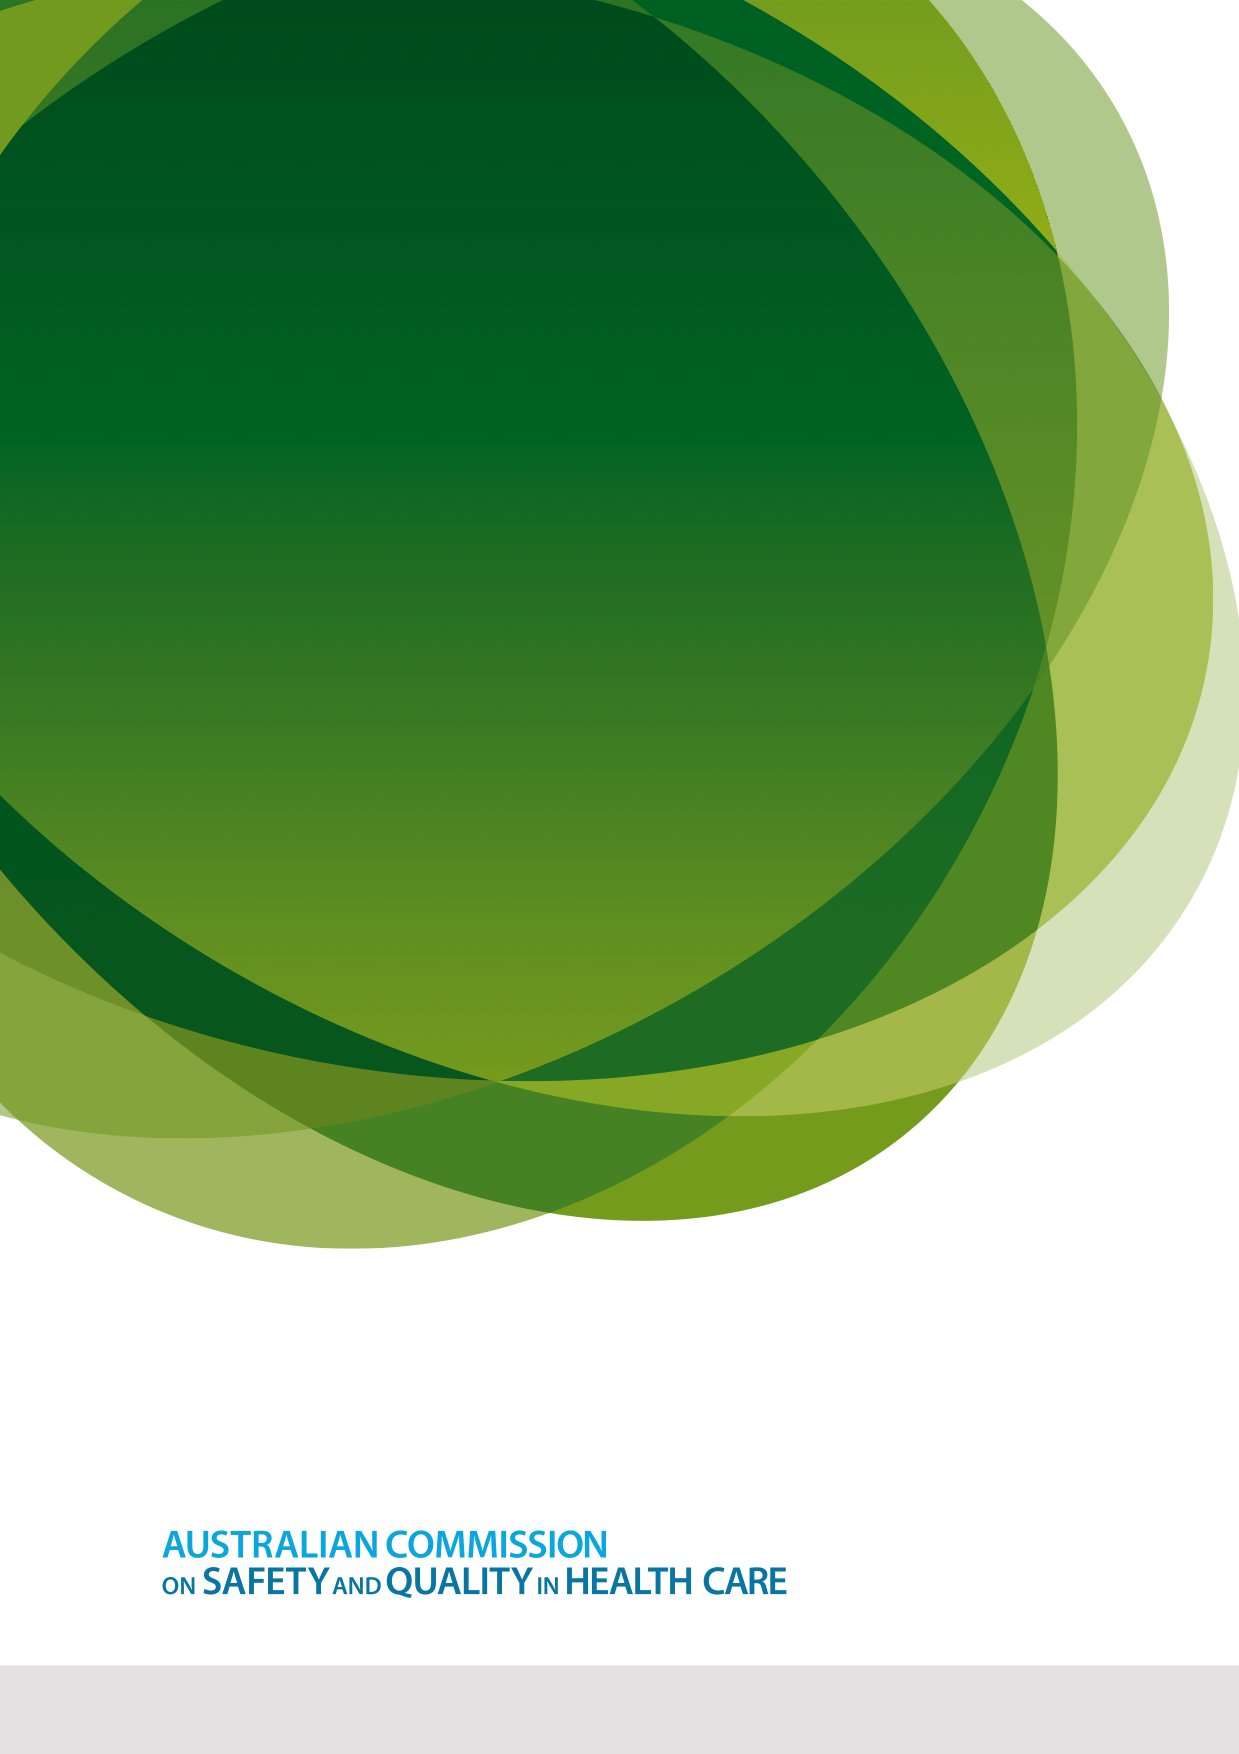 AUSTRALIAN COMMISSION
ON SAFETY AND QUALITY IN HEALTH CARE